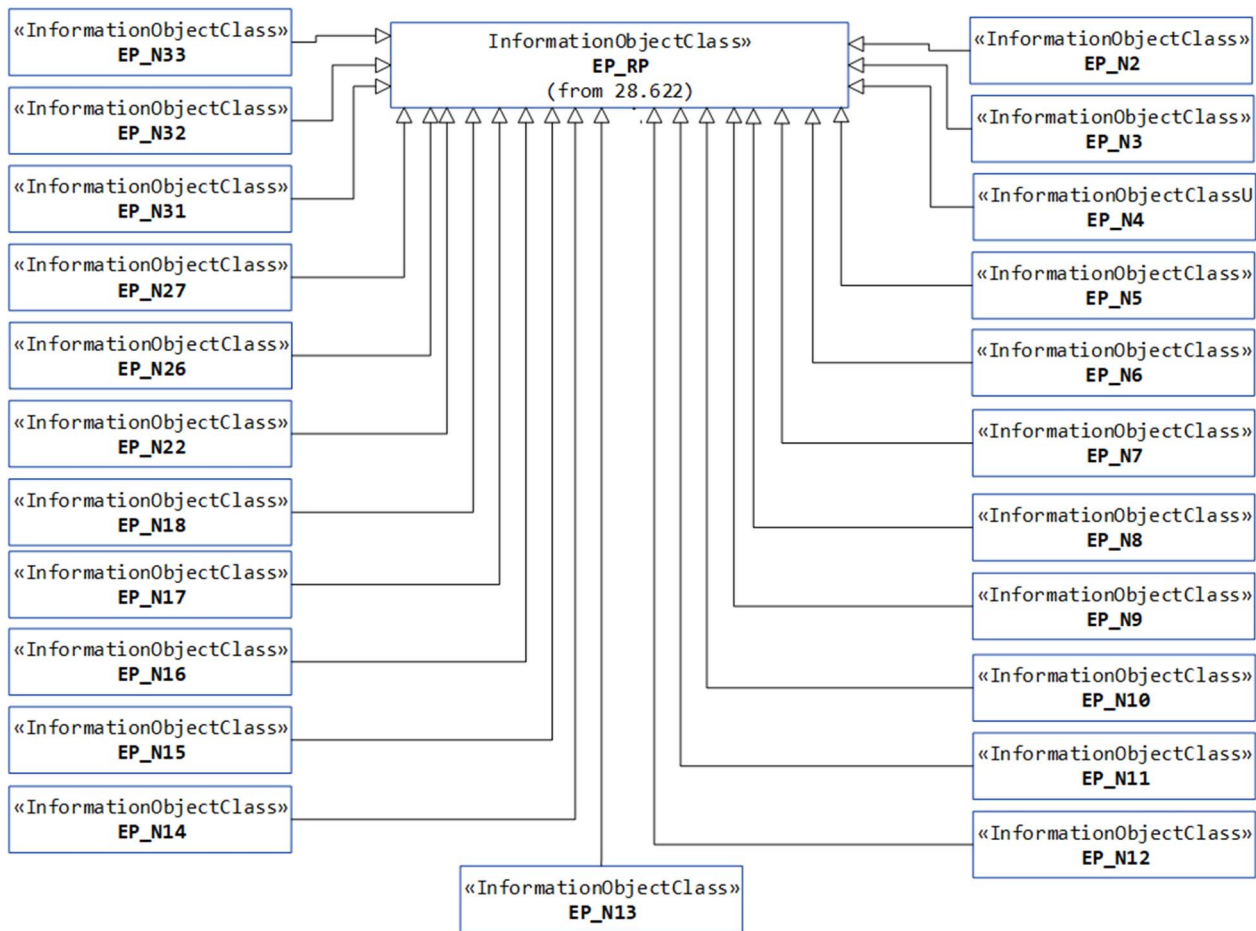 «InformationObjectClass»
EP_N33
«InformationObjectClass»
EP_N32
«InformationObjectClass»
EP_N31
«InformationObjectClass»
EP_N27
«InformationObjectClass»
EP_N26
«InformationObjectClass»
EP_N22
«InformationObjectClass»
EP_N18
«InformationObjectClass»
EP_N17
«InformationObjectClass»
EP_N16
«InformationObjectClass»
EP_N15
«InformationObjectClass»
EP_N14
InformationObjectClass»
EP_RP
(from 28.622)
«InformationObjectClass»
EP_N13
«InformationObjectClass»
EP_N2
«InformationObjectClass»
EP_N3
«InformationObjectClassU
EP_N4
«InformationObjectClass»
EP_N5
«InformationObjectClass»
EP_N6
«InformationObjectClass»
EP_N7
«InformationObjectClass»
EP_N8
«InformationObjectClass»
EP_N9
«InformationObjectClass»
EP_N10
«InformationObjectClass»
EP_N11
«InformationObjectClass»
EP_N12